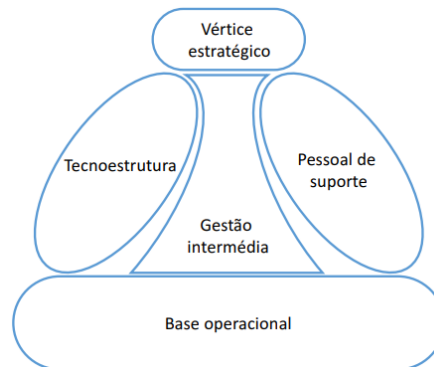 Vértice
estratégico
Tecnoestrutura
Pessoal de
suporte
Gestão
intermédia
Base operacional